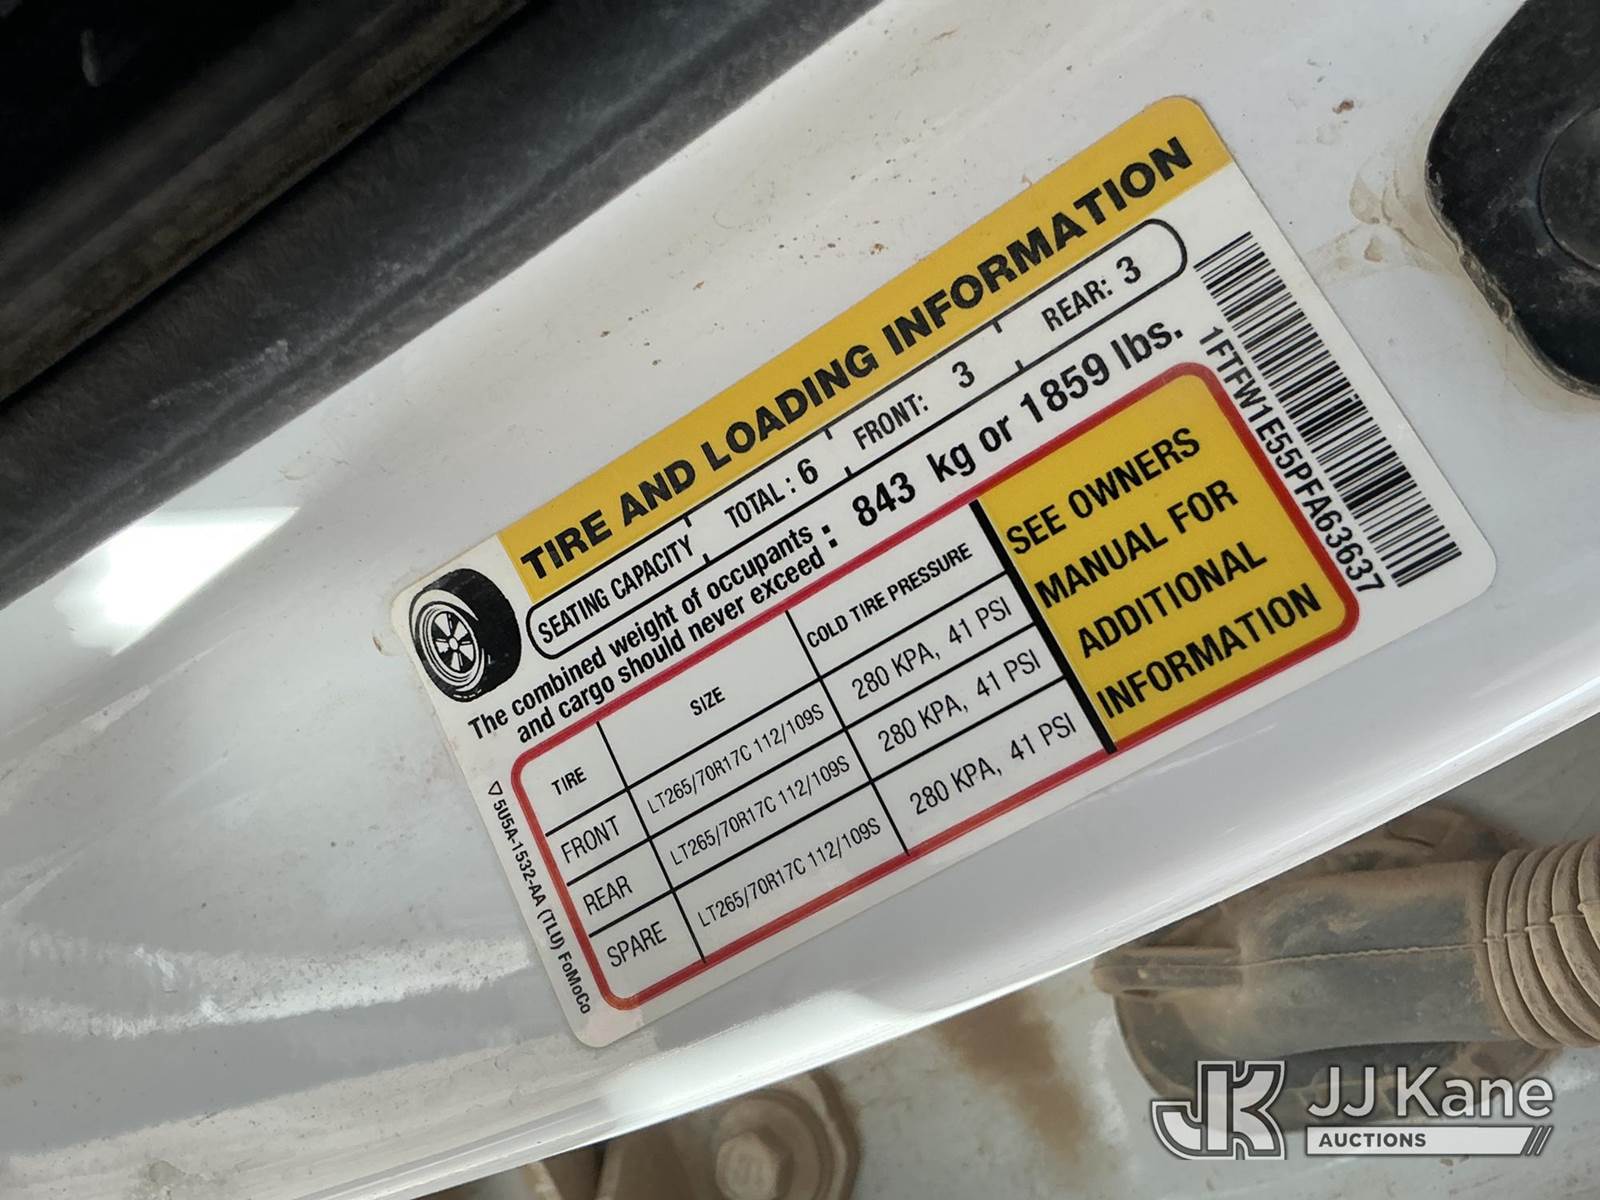 TIRE AND LOADING INFORMATION
SEATING CAPACITY TOTAL : 6 FRONT: 3 REAR: 3
The combined weight of occupants
and cargo should never exceed : 843 kg or 1859 lbs.
TIRE SIZE COLD TIRE PRESSURE
FRONT LT265/70R17C 112/109S 280 KPA, 41 PSI
REAR LT265/70R17C 112/109S 280 KPA, 41 PSI
SPARE LT265/70R17C 112/109S 280 KPA, 41 PSI
SEE OWNERS
MANUAL FOR
ADDITIONAL
INFORMATION
1FTFW1E55PFA63637
5U5A-1532-AA (TLU) FoMoCo
JK JJ Kane
AUCTIONS